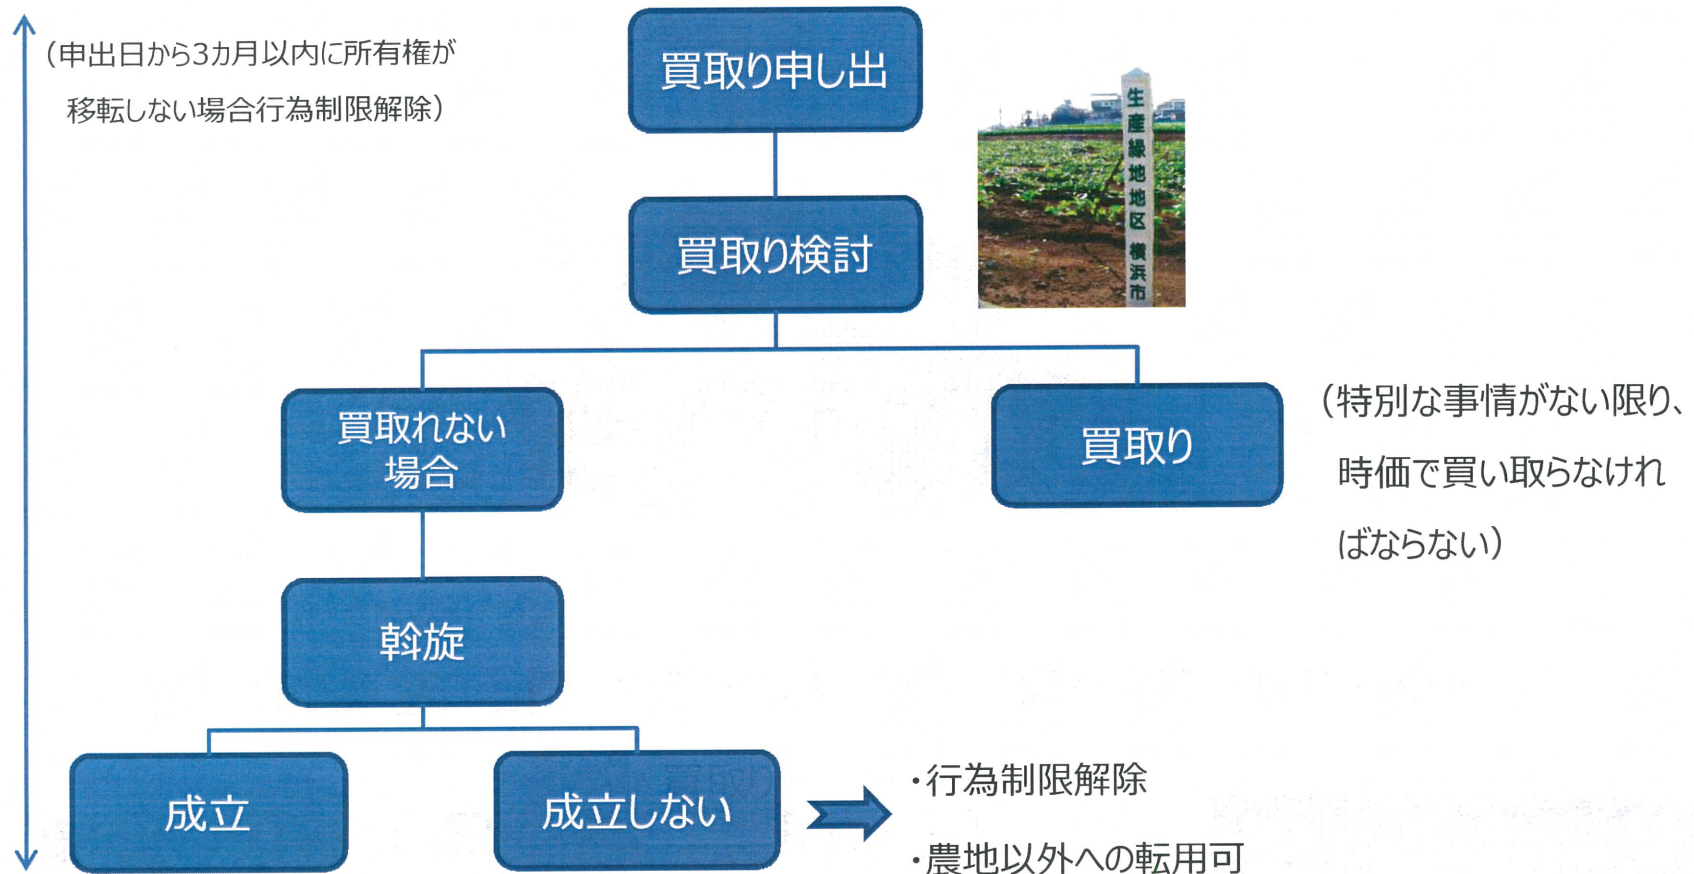 （申出日から3カ月以内に所有権が
移転しない場合行為制限解除）
買取り申し出
生産緑地地区 横浜市
買取り検討
買取れない
場合
買取り
（特別な事情がない限り、
時価で買い取らなけれ
ばならない）
斡旋
成立
成立しない
・行為制限解除
・農地以外への転用可